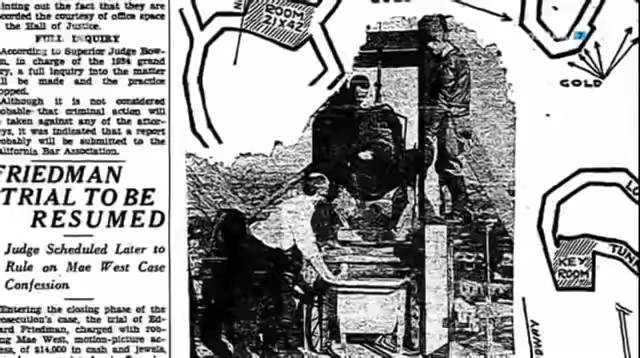 inting out the fact that they are
corded the courtesy of office space
the Hall of Justice.
FULL INQUIRY
According to Superior Judge Bow-
in charge of the 1934 grand
ry, a full inquiry into the matter
ll be made and the practice
opped.
Although it is not considered
obable that criminal action will
taken against any of the attor-
ys, it was indicated that a report
obably will be submitted to the
lifornia Bar Association.
FRIEDMAN
TRIAL TO BE
RESUMED
Judge Scheduled Later to
Rule on Mae West Case
Confession
Entering the closing phase of the
osecution's case, the trial of Ed-
ard Friedman, charged with rob-
ng Mae West, motion-picture ac-
ess, of $14,000 in cash and jewels,
ROOM
21X42
GOLD
KEY
ROOM
TUNN